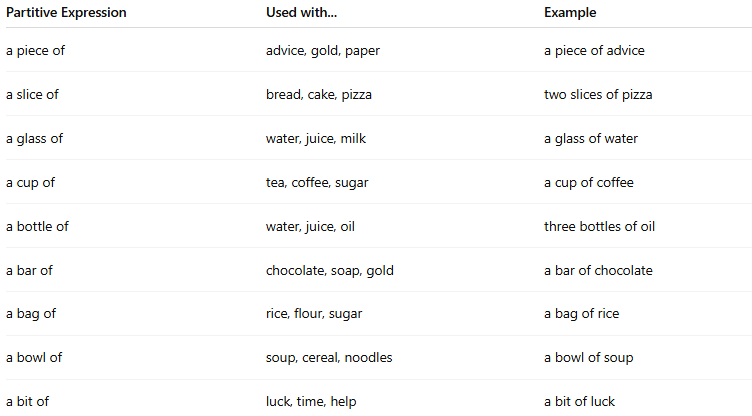 Partitive Expression Used with... Example
a piece of advice, gold, paper a piece of advice
a slice of bread, cake, pizza two slices of pizza
a glass of water, juice, milk a glass of water
a cup of tea, coffee, sugar a cup of coffee
a bottle of water, juice, oil three bottles of oil
a bar of chocolate, soap, gold a bar of chocolate
a bag of rice, flour, sugar a bag of rice
a bowl of soup, cereal, noodles a bowl of soup
a bit of luck, time, help a bit of luck